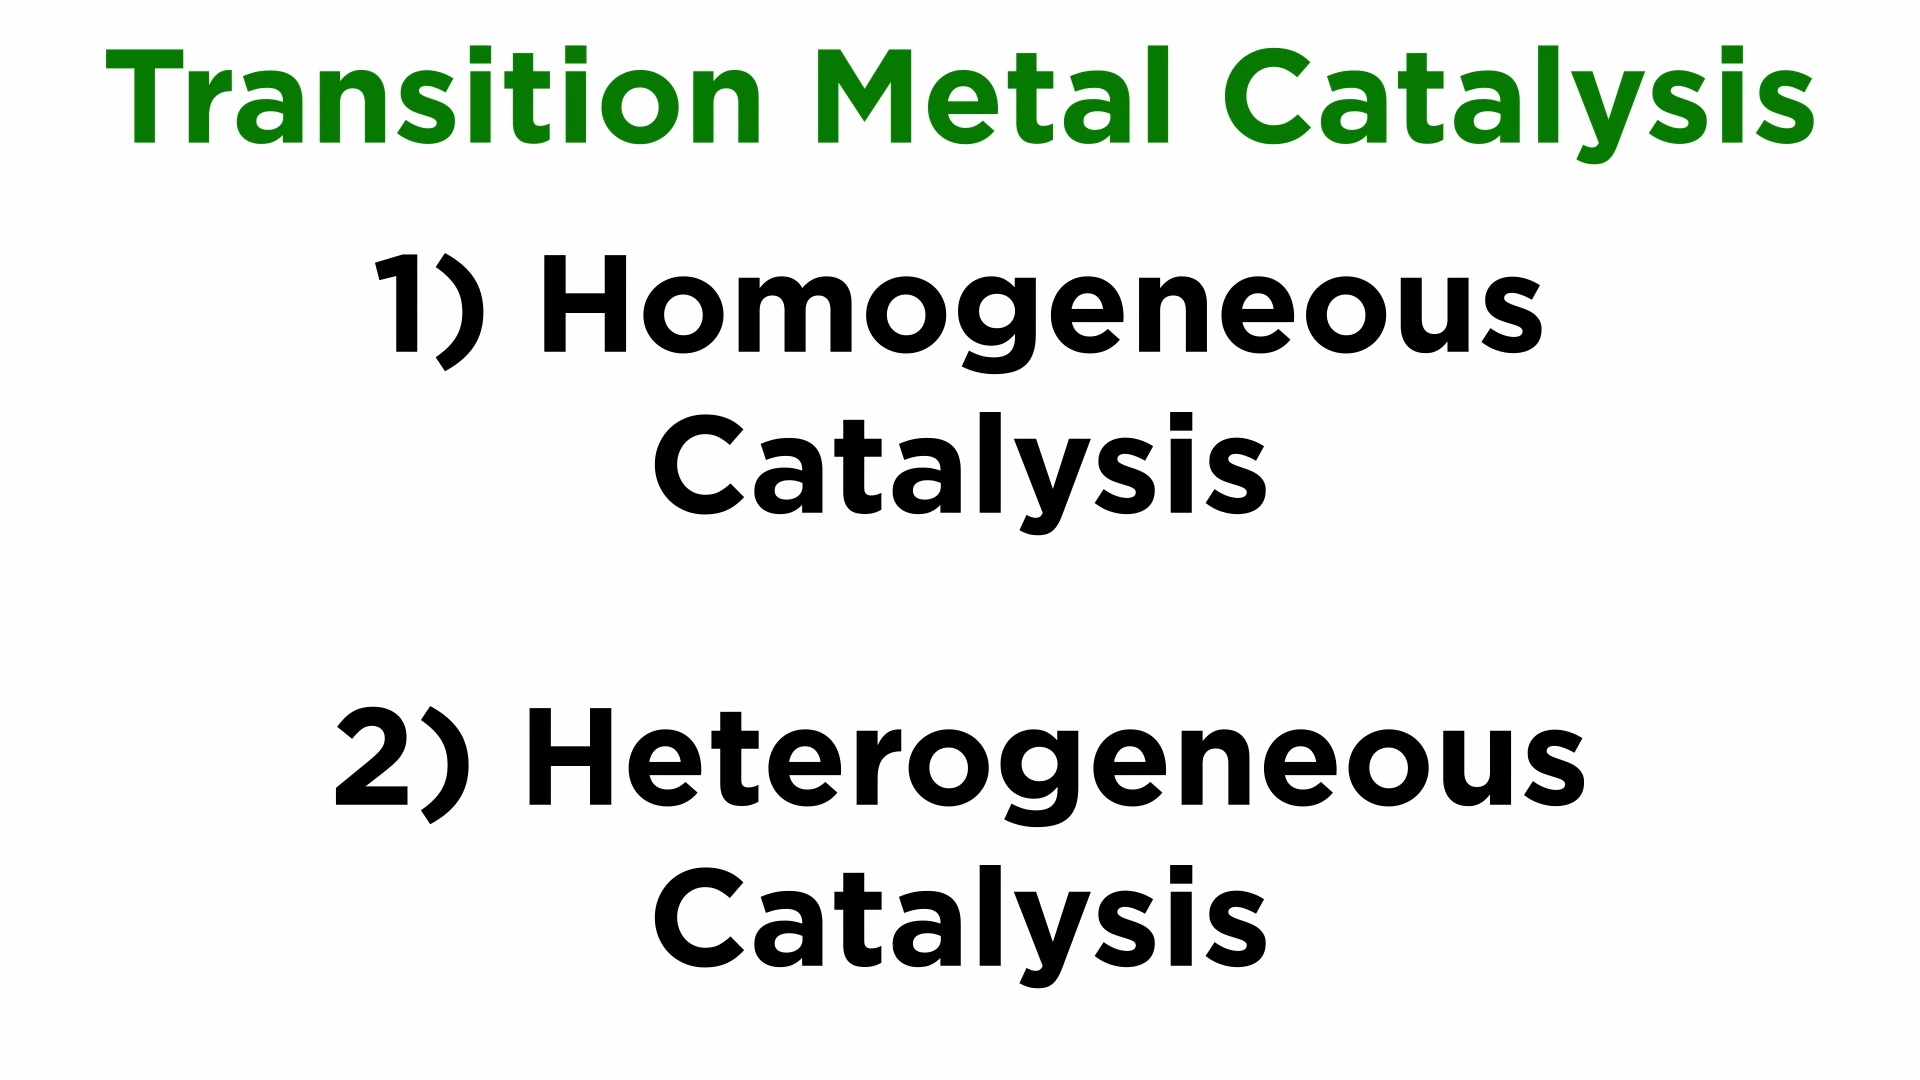 Transition Metal Catalysis
1) Homogeneous
Catalysis
2) Heterogeneous
Catalysis